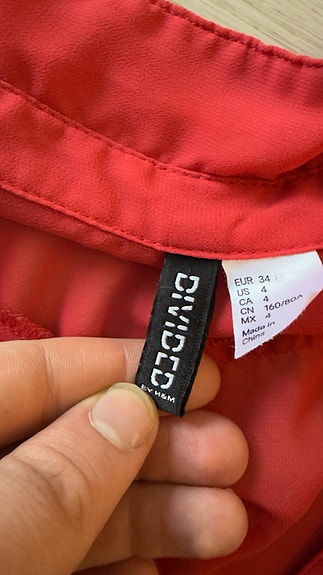 DIVIDED
BY H&M
EUR 34
US 4
CA 4
CN 160/80A
MX 4
Made in
China